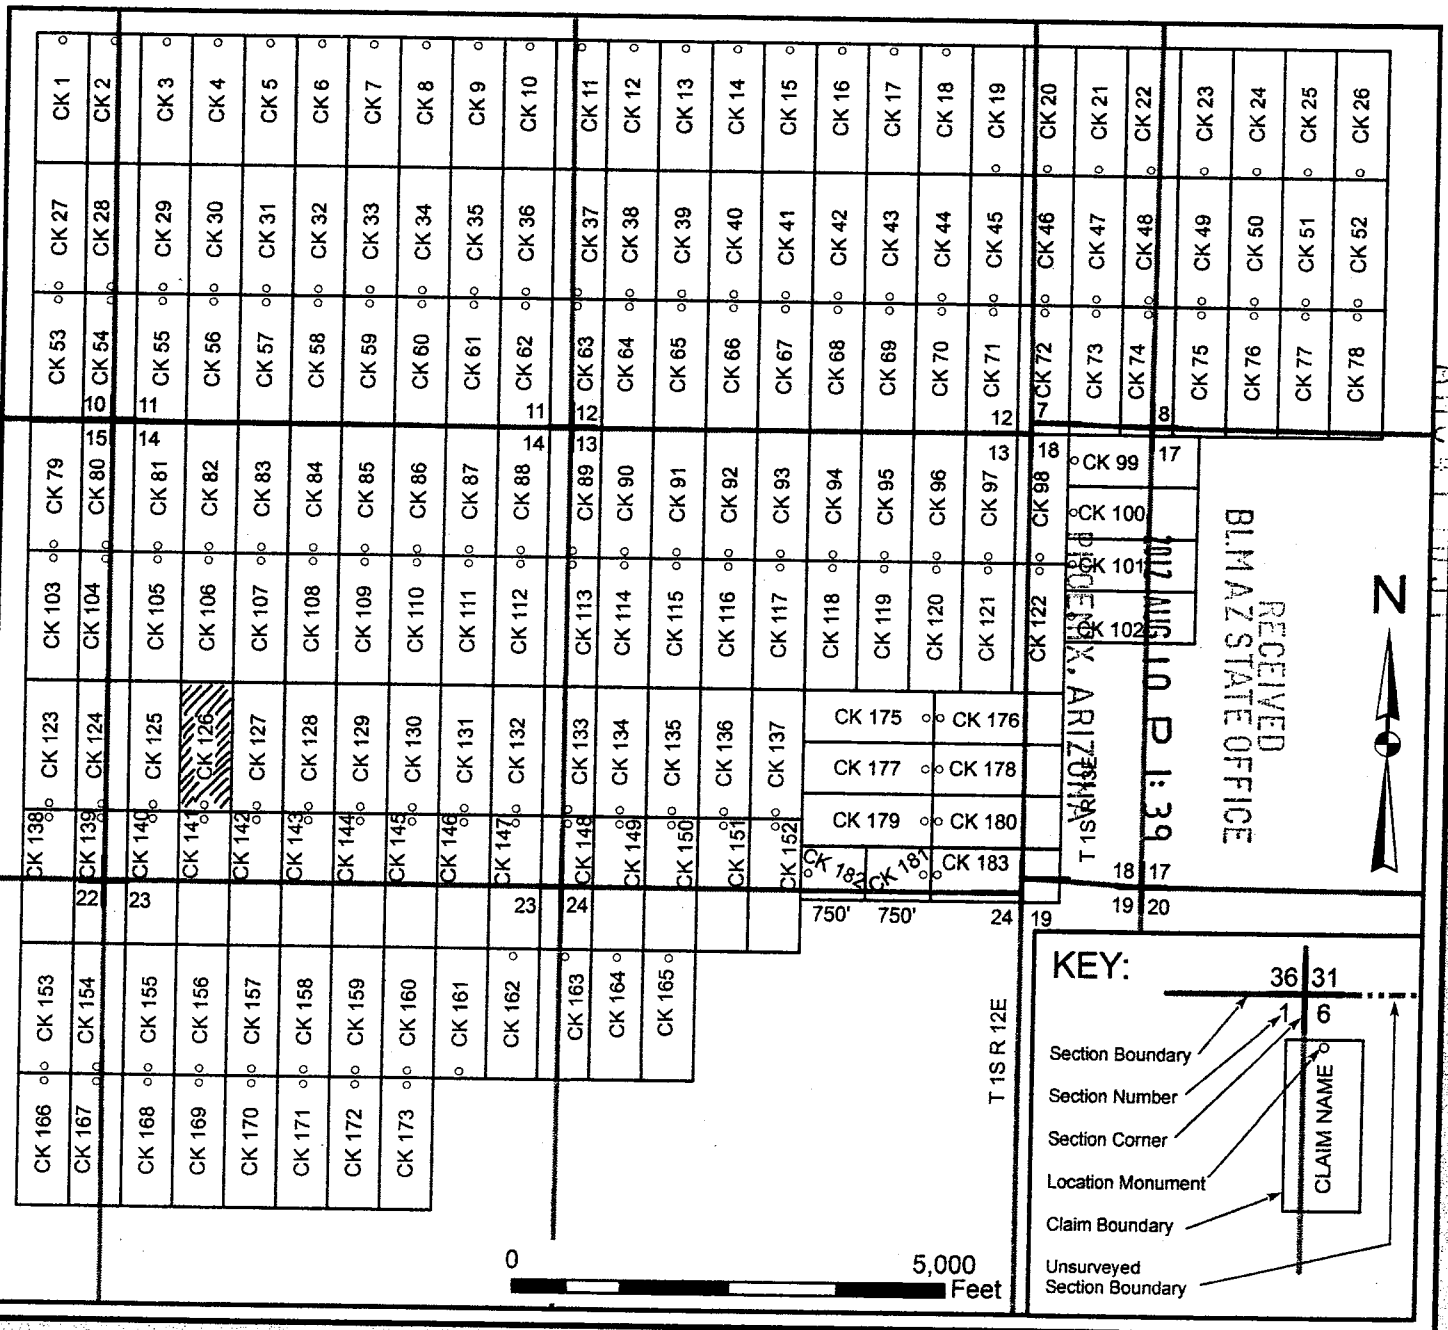 CK 1 CK 2 CK 3 CK 4 CK 5 CK 6 CK 7 CK 8 CK 9 CK 10 CK 11 CK 12 CK 13 CK 14 CK 15 CK 16 CK 17 CK 18 CK 19 CK 20 CK 21 CK 22 CK 23 CK 24 CK 25 CK 26
CK 27 CK 28 CK 29 CK 30 CK 31 CK 32 CK 33 CK 34 CK 35 CK 36 CK 37 CK 38 CK 39 CK 40 CK 41 CK 42 CK 43 CK 44 CK 45 CK 46 CK 47 CK 48 CK 49 CK 50 CK 51 CK 52
CK 53 CK 54 CK 55 CK 56 CK 57 CK 58 CK 59 CK 60 CK 61 CK 62 CK 63 CK 64 CK 65 CK 66 CK 67 CK 68 CK 69 CK 70 CK 71 CK 72 CK 73 CK 74 CK 75 CK 76 CK 77 CK 78
10 11 11 12 12 7 8
15 14 14 13 13 18 17
CK 79 CK 80 CK 81 CK 82 CK 83 CK 84 CK 85 CK 86 CK 87 CK 88 CK 89 CK 90 CK 91 CK 92 CK 93 CK 94 CK 95 CK 96 CK 97 CK 98 CK 99
CK 100
CK 101
CK 102
CK 103 CK 104 CK 105 CK 106 CK 107 CK 108 CK 109 CK 110 CK 111 CK 112 CK 113 CK 114 CK 115 CK 116 CK 117 CK 118 CK 119 CK 120 CK 121 CK 122
CK 123 CK 124 CK 125 CK 126 CK 127 CK 128 CK 129 CK 130 CK 131 CK 132 CK 133 CK 134 CK 135 CK 136 CK 137
CK 175 CK 176
CK 177 CK 178
CK 179 CK 180
CK 182 CK 181 CK 183
CK 138 CK 139 CK 140 CK 141 CK 142 CK 143 CK 144 CK 145 CK 146 CK 147 CK 148 CK 149 CK 150 CK 151 CK 152
18 17
22 23 23 24 24 19 19 20
750' 750'
CK 153 CK 154 CK 155 CK 156 CK 157 CK 158 CK 159 CK 160 CK 161 CK 162 CK 163 CK 164 CK 165
CK 166 CK 167 CK 168 CK 169 CK 170 CK 171 CK 172 CK 173
RECEIVED
BLM AZ STATE OFFICE
2012 AUG 10 P 1:39
PHOENIX, ARIZONA
T 1S R 13E
T 1S R 12E
N
0 5,000
Feet
KEY:
36 31
1 6
Section Boundary
Section Number
Section Corner
Location Monument
Claim Boundary
Unsurveyed
Section Boundary
CLAIM NAME